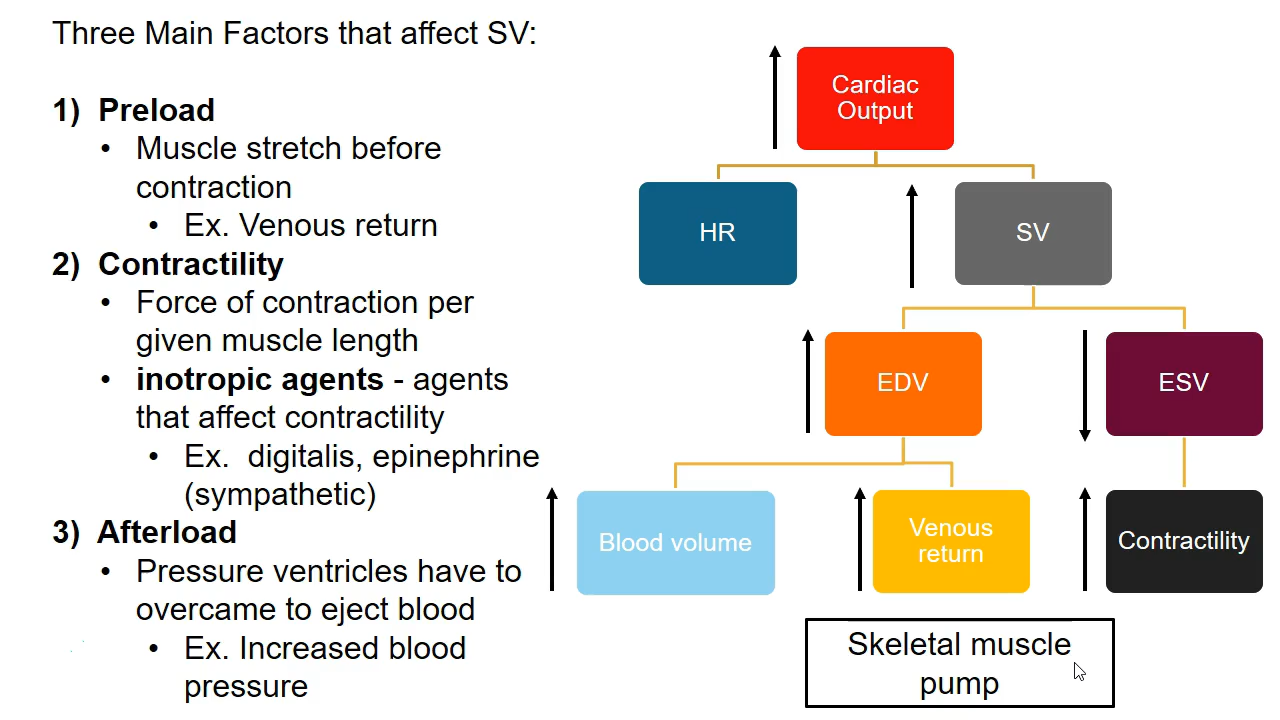 Three Main Factors that affect SV:
1) Preload
• Muscle stretch before
contraction
• Ex. Venous return
2) Contractility
• Force of contraction per
given muscle length
• inotropic agents - agents
that affect contractility
• Ex. digitalis, epinephrine
(sympathetic)
3) Afterload
• Pressure ventricles have to
overcame to eject blood
• Ex. Increased blood
pressure
Cardiac
Output
HR
SV
EDV
ESV
Blood volume
Venous
return
Contractility
Skeletal muscle
pump